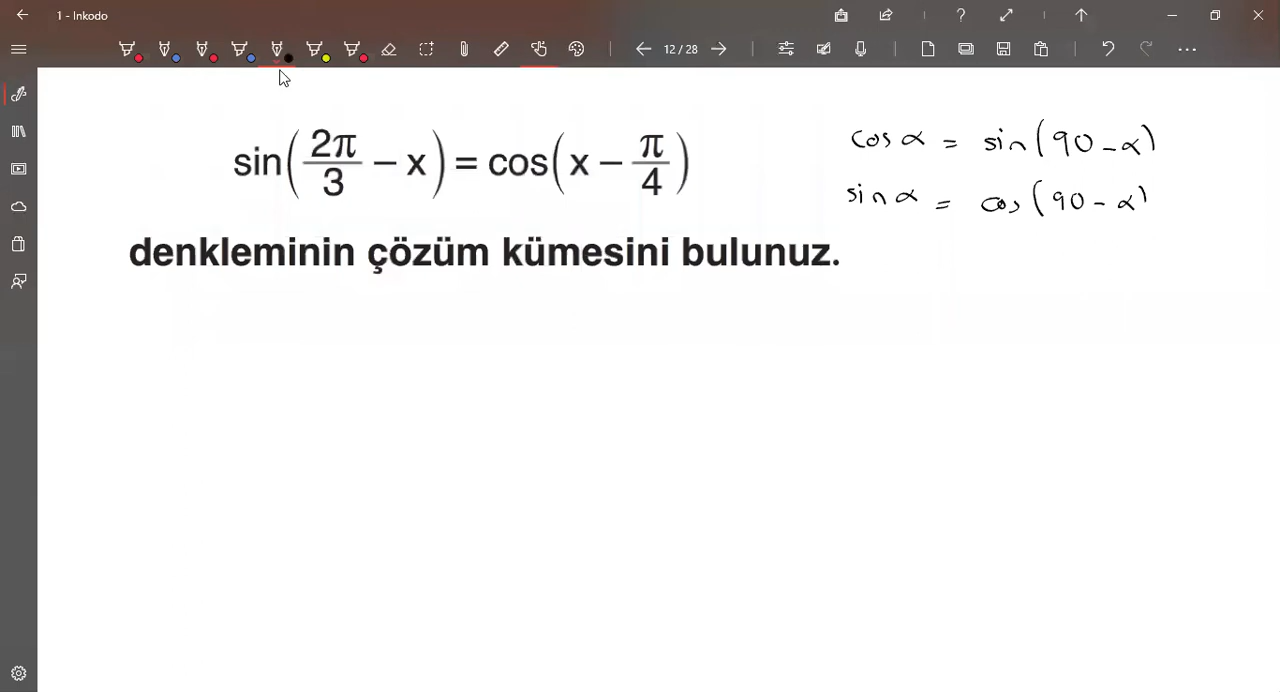 1 - Inkodo
12 / 28
sin(2π/3 − x) = cos(x − π/4)
denkleminin çözüm kümesini bulunuz.
cos α = sin(90 − α)
sin α = cos(90 − α)